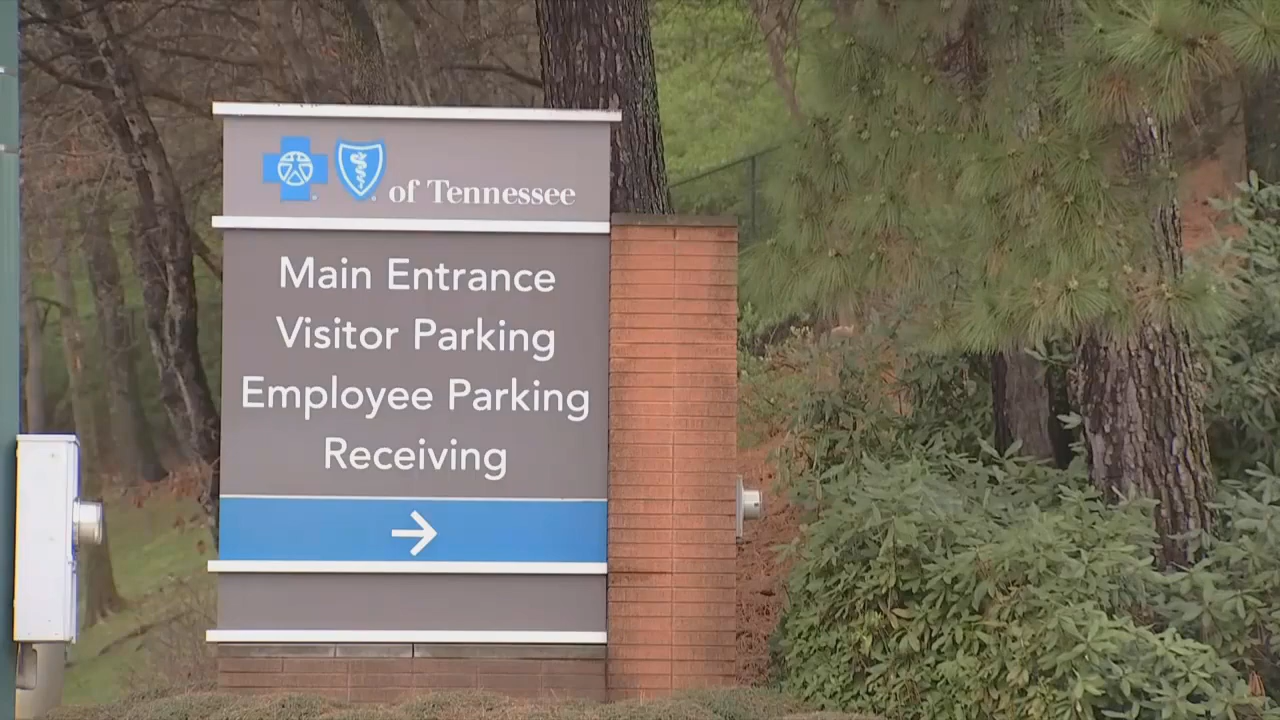 of Tennessee
Main Entrance
Visitor Parking
Employee Parking
Receiving